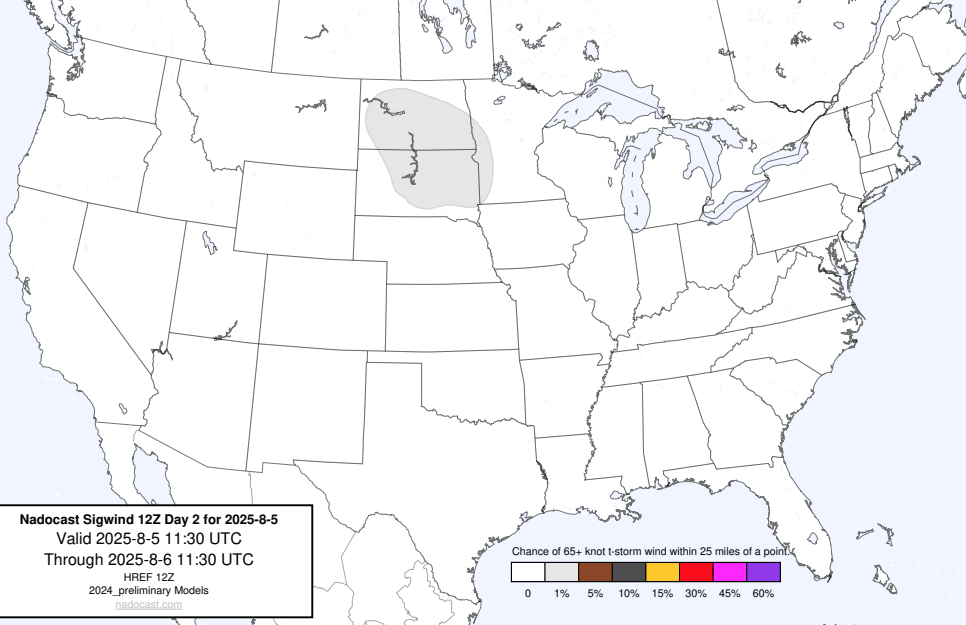 Nadocast Sigwind 12Z Day 2 for 2025-8-5
Valid 2025-8-5 11:30 UTC
Through 2025-8-6 11:30 UTC
HREF 12Z
2024_preliminary Models
nadocast.com
Chance of 65+ knot t-storm wind within 25 miles of a point.
0 1% 5% 10% 15% 30% 45% 60%